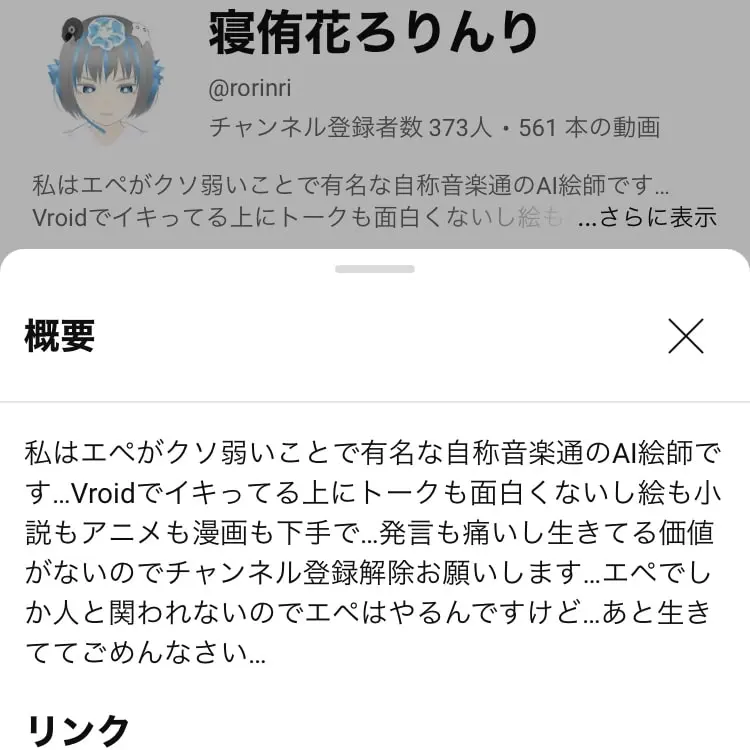 寝侑花ろりんり
@rorinri
チャンネル登録者数 373人・561 本の動画
私はエペがクソ弱いことで有名な自称音楽通のAI絵師です...
Vroidでイキってる上にトークも面白くないし絵も ...さらに表示
概要
私はエペがクソ弱いことで有名な自称音楽通のAI絵師で
す...Vroidでイキってる上にトークも面白くないし絵も小
説もアニメも漫画も下手で...発言も痛いし生きてる価値
がないのでチャンネル登録解除お願いします...エペでし
か人と関われないのでエペはやるんですけど...あと生き
ててごめんなさい...
リンク